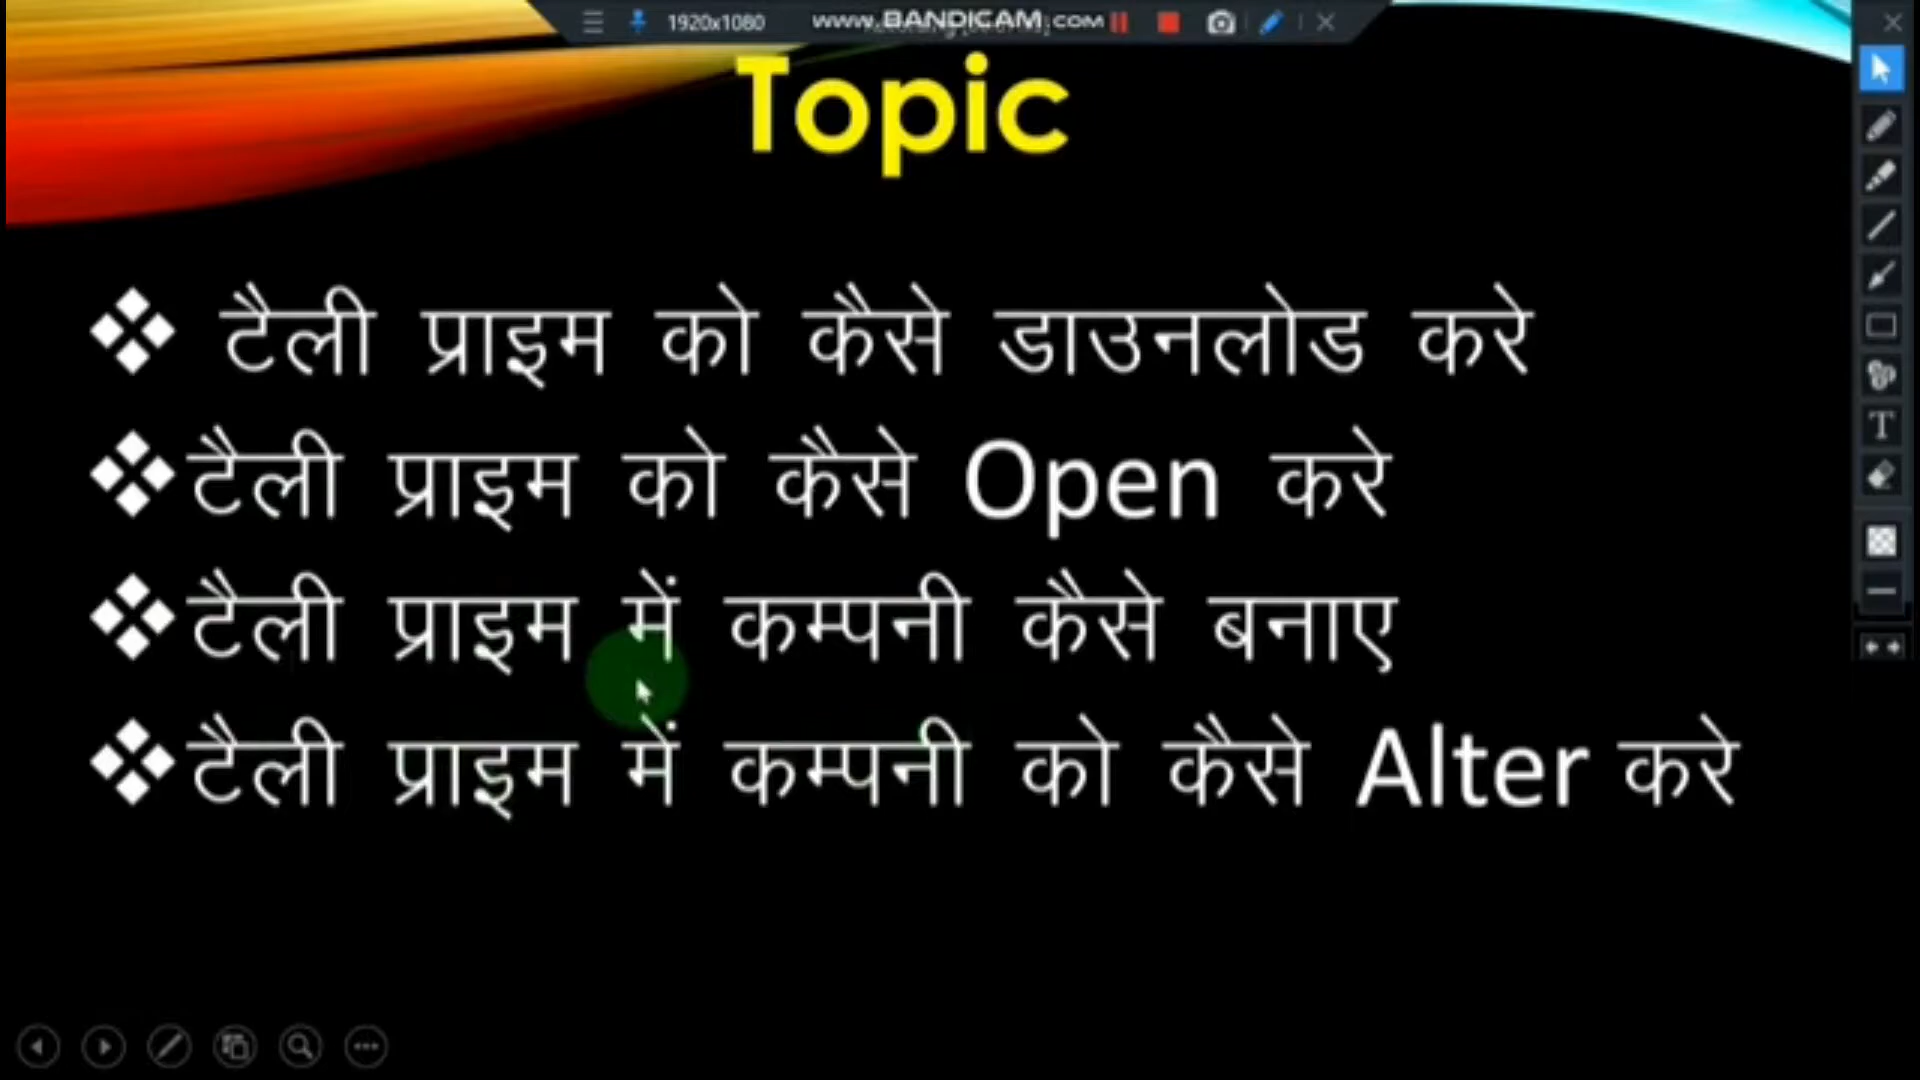 1920x1080 www.BANDICAM.com
Topic
टैली प्राइम को कैसे डाउनलोड करे
टैली प्राइम को कैसे Open करे
टैली प्राइम में कम्पनी कैसे बनाए
टैली प्राइम में कम्पनी को कैसे Alter करे